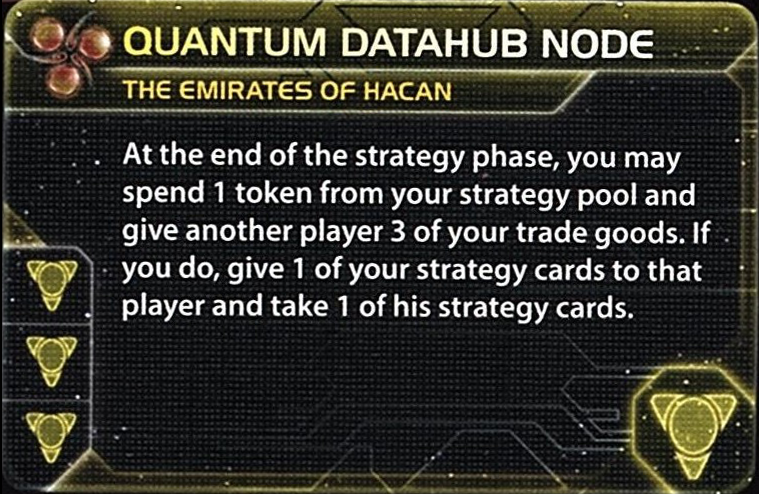 QUANTUM DATAHUB NODE
THE EMIRATES OF HACAN
At the end of the strategy phase, you may
spend 1 token from your strategy pool and
give another player 3 of your trade goods. If
you do, give 1 of your strategy cards to that
player and take 1 of his strategy cards.